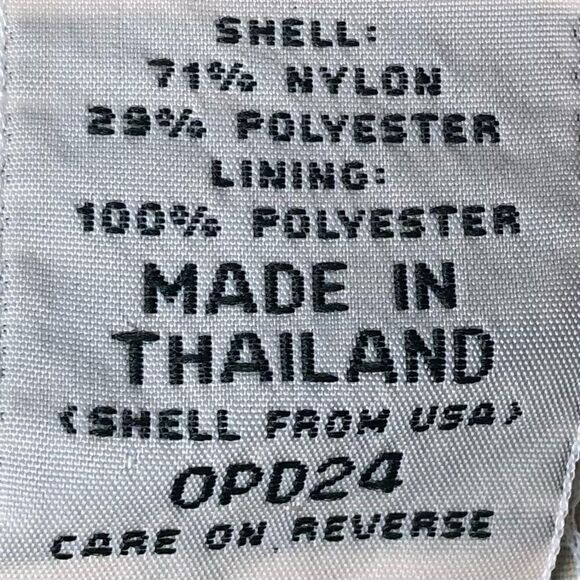 SHELL:
71% NYLON
29% POLYESTER
LINING:
100% POLYESTER
MADE IN
THAILAND
(SHELL FROM USA)
OPD24
CARE ON REVERSE